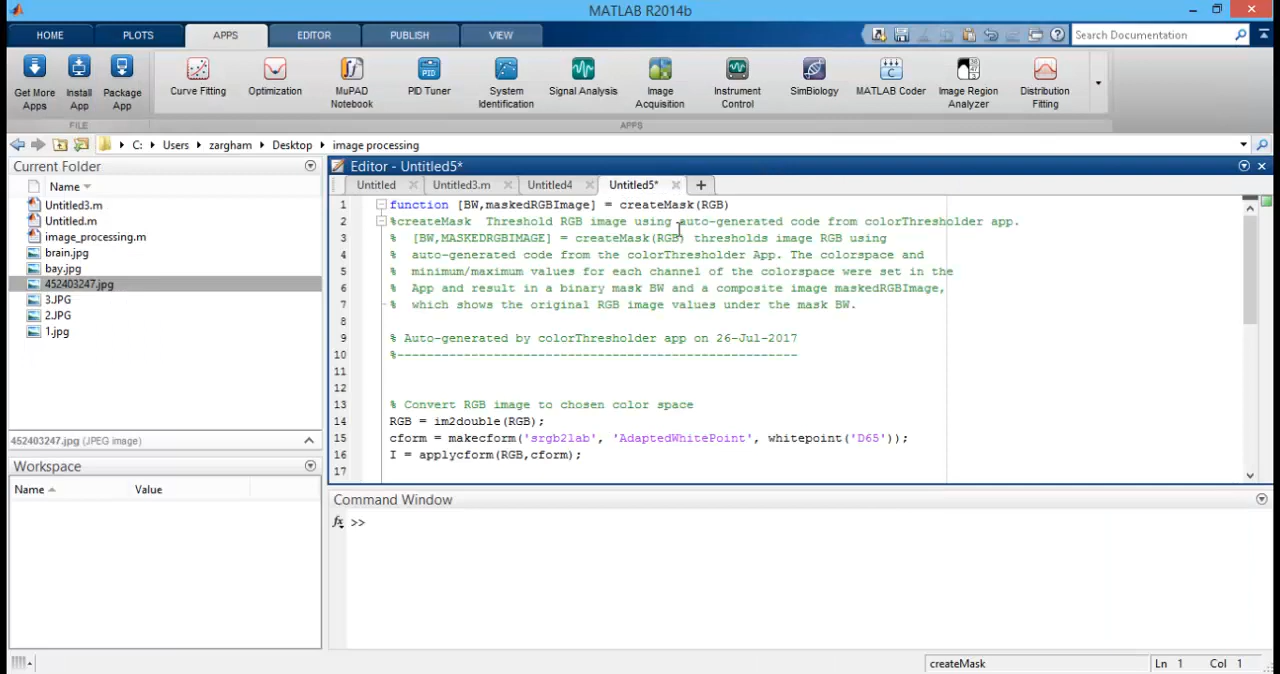 MATLAB R2014b
HOME PLOTS APPS EDITOR PUBLISH VIEW Search Documentation
Get More Apps
Install App
Package App
Curve Fitting
Optimization
MuPAD Notebook
PID Tuner
System Identification
Signal Analysis
Image Acquisition
Instrument Control
SimBiology
MATLAB Coder
Image Region Analyzer
Distribution Fitting
FILE APPS
C: Users zargham Desktop image processing
Current Folder
Name
Untitled3.m
Untitled.m
image_processing.m
brain.jpg
bay.jpg
452403247.jpg
3.JPG
2.JPG
1.jpg
452403247.jpg (JPEG image)
Workspace
Name Value
Editor - Untitled5*
Untitled Untitled3.m Untitled4 Untitled5* +
1 function [BW,maskedRGBImage] = createMask(RGB)
2 %createMask  Threshold RGB image using auto-generated code from colorThresholder app.
3 %  [BW,MASKEDRGBIMAGE] = createMask(RGB) thresholds image RGB using
4 %  auto-generated code from the colorThresholder App. The colorspace and
5 %  minimum/maximum values for each channel of the colorspace were set in the
6 %  App and result in a binary mask BW and a composite image maskedRGBImage,
7 %  which shows the original RGB image values under the mask BW.
8
9 % Auto-generated by colorThresholder app on 26-Jul-2017
10 %------------------------------------------------------
11
12
13 % Convert RGB image to chosen color space
14 RGB = im2double(RGB);
15 cform = makecform('srgb2lab', 'AdaptedWhitePoint', whitepoint('D65'));
16 I = applycform(RGB,cform);
17
Command Window
fx >>
createMask Ln 1 Col 1